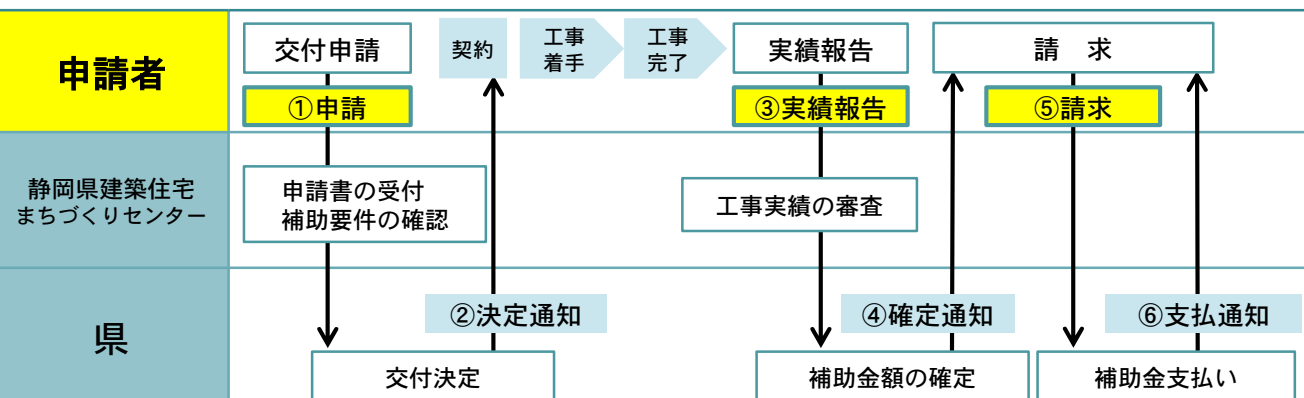 申請者
交付申請
契約
工事
着手
工事
完了
実績報告
請 求
①申請
③実績報告
⑤請求
静岡県建築住宅
まちづくりセンター
申請書の受付
補助要件の確認
工事実績の審査
県
②決定通知
④確定通知
⑥支払通知
交付決定
補助金額の確定
補助金支払い